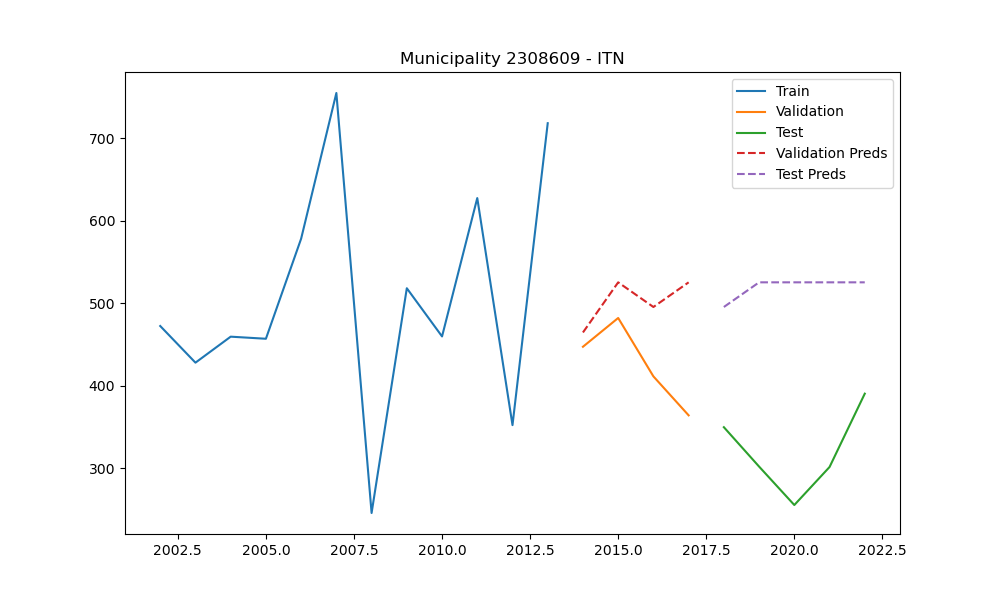 Municipality 2308609 - ITN
Train
Validation
Test
Validation Preds
Test Preds
700
600
500
400
300
2002.5 2005.0 2007.5 2010.0 2012.5 2015.0 2017.5 2020.0 2022.5